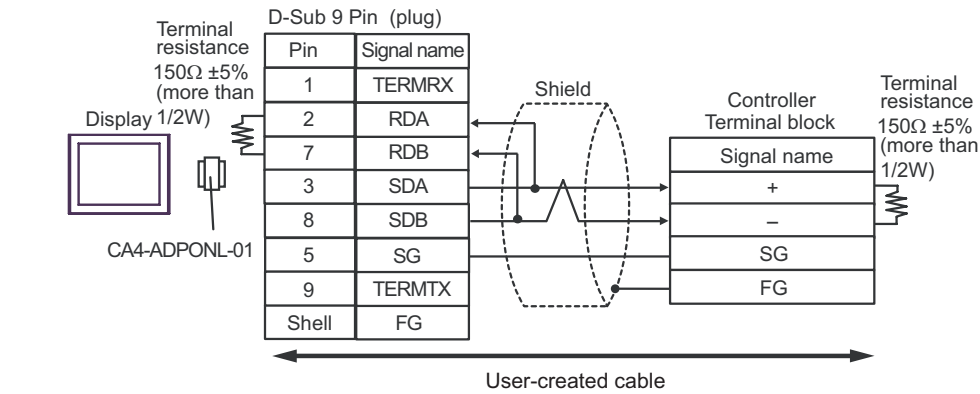 D-Sub 9 Pin (plug)
Terminal
resistance
150Ω ±5%
(more than
1/2W)
Display
CA4-ADPONL-01
Pin Signal name
1 TERMRX
2 RDA
7 RDB
3 SDA
8 SDB
5 SG
9 TERMTX
Shell FG
Shield
Controller
Terminal block
Signal name
+
–
SG
FG
Terminal
resistance
150Ω ±5%
(more than
1/2W)
User-created cable